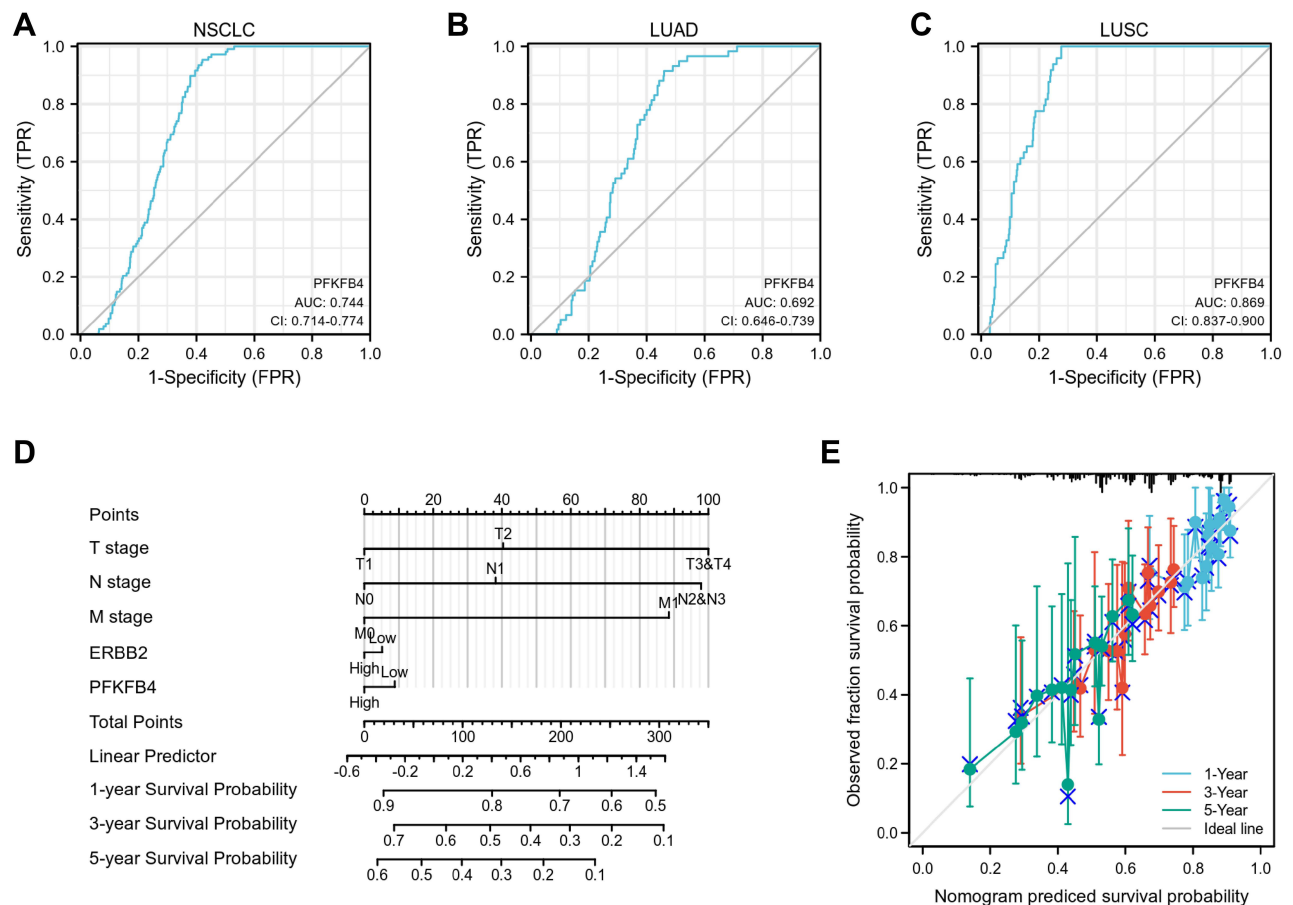 A
NSCLC
Sensitivity (TPR)
1.0
0.8
0.6
0.4
0.2
0.0
PFKFB4
AUC: 0.744
CI: 0.714-0.774
0.0 0.2 0.4 0.6 0.8 1.0
1-Specificity (FPR)
B
LUAD
Sensitivity (TPR)
1.0
0.8
0.6
0.4
0.2
0.0
PFKFB4
AUC: 0.692
CI: 0.646-0.739
0.0 0.2 0.4 0.6 0.8 1.0
1-Specificity (FPR)
C
LUSC
Sensitivity (TPR)
1.0
0.8
0.6
0.4
0.2
0.0
PFKFB4
AUC: 0.869
CI: 0.837-0.900
0.0 0.2 0.4 0.6 0.8 1.0
1-Specificity (FPR)
D
0 20 40 60 80 100
Points
T2
T stage
T1 T3&T4
N1
N stage
N0 N2&N3
M1
M stage
M0
Low
ERBB2
High
Low
PFKFB4
High
Total Points
0 100 200 300
Linear Predictor
-0.6 -0.2 0.2 0.6 1 1.4
1-year Survival Probability
0.9 0.8 0.7 0.6 0.5
3-year Survival Probability
0.7 0.6 0.5 0.4 0.3 0.2 0.1
5-year Survival Probability
0.6 0.5 0.4 0.3 0.2 0.1
E
Observed fraction survival probability
1.0
0.8
0.6
0.4
0.2
0.0
1-Year
3-Year
5-Year
Ideal line
0.0 0.2 0.4 0.6 0.8 1.0
Nomogram prediced survival probability